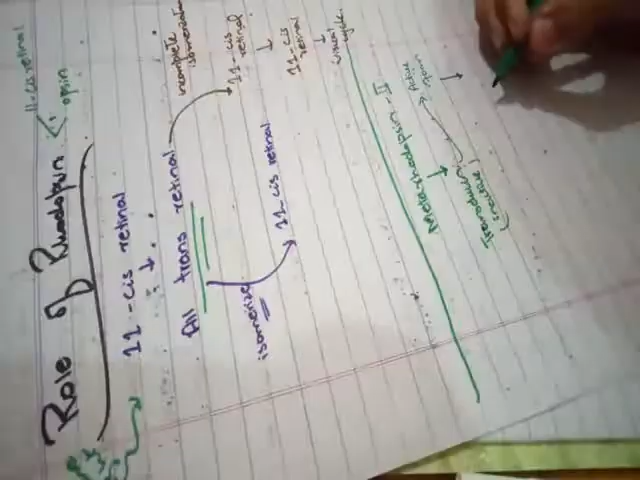 Role of Rhodopsin
11-cis retinal
opsin
11-cis retinal
All trans retinal
incomplete
isomerization
11-cis
retinal
11-cis
retinal
visual
cycle
isomerize
11-cis retinal
Metarhodopsin-II
Active
Transducin
(inactive)